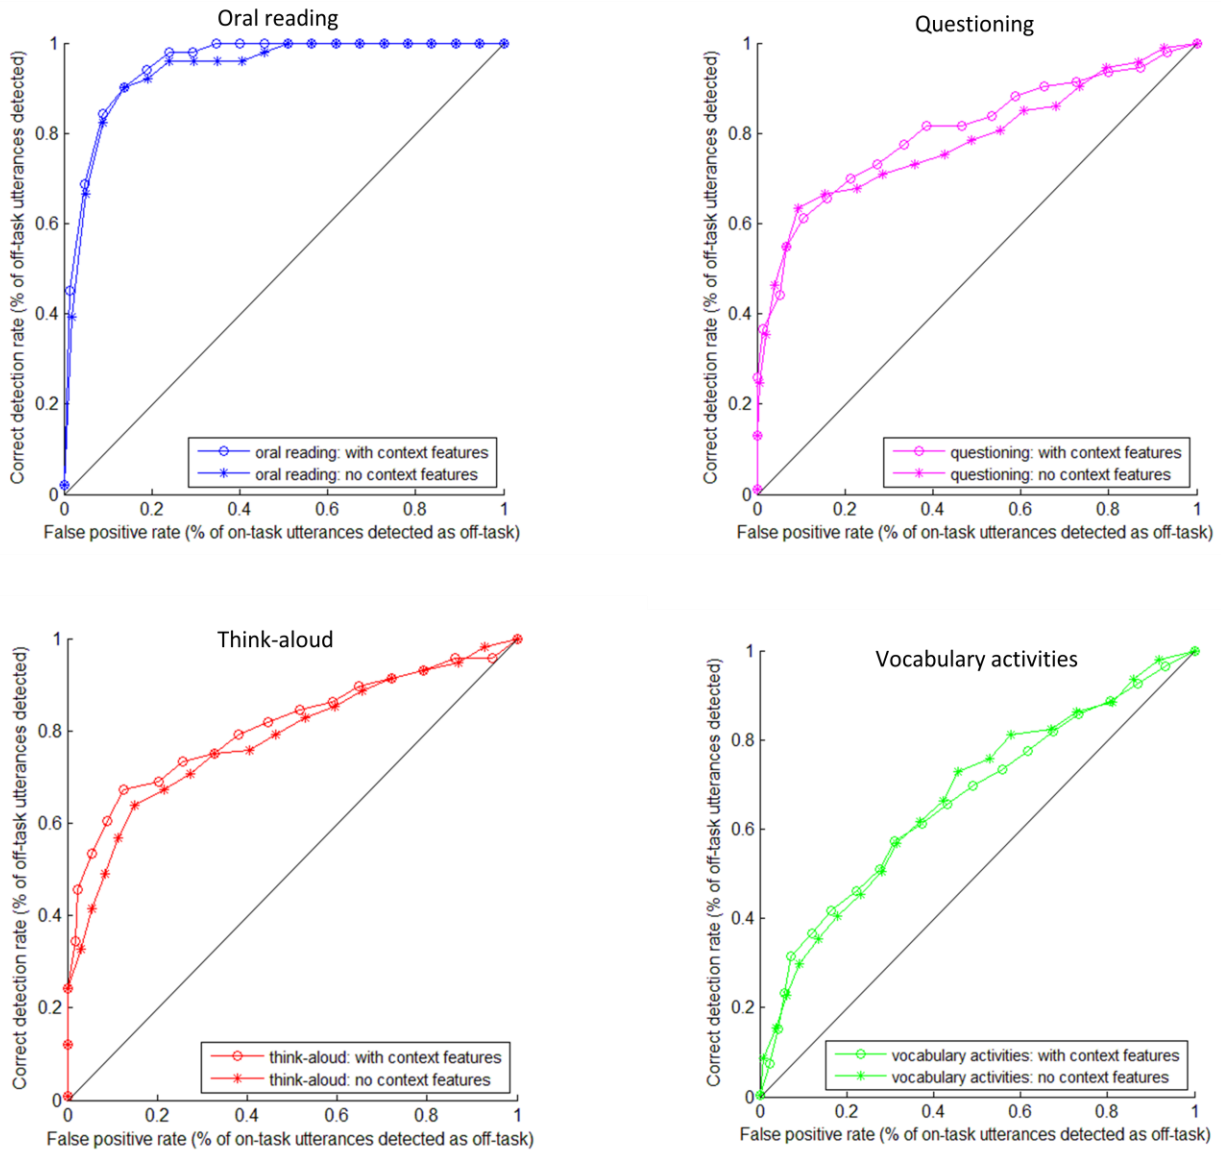 Oral reading
Correct detection rate (% of off-task utterances detected)
1
0.8
0.6
0.4
0.2
0
oral reading: with context features
oral reading: no context features
0 0.2 0.4 0.6 0.8 1
False positive rate (% of on-task utterances detected as off-task)
Questioning
Correct detection rate (% of off-task utterances detected)
1
0.8
0.6
0.4
0.2
0
questioning: with context features
questioning: no context features
0 0.2 0.4 0.6 0.8 1
False positive rate (% of on-task utterances detected as off-task)
Think-aloud
Correct detection rate (% of off-task utterances detected)
1
0.8
0.6
0.4
0.2
0
think-aloud: with context features
think-aloud: no context features
0 0.2 0.4 0.6 0.8 1
False positive rate (% of on-task utterances detected as off-task)
Vocabulary activities
Correct detection rate (% of off-task utterances detected)
1
0.8
0.6
0.4
0.2
0
vocabulary activities: with context features
vocabulary activities: no context features
0 0.2 0.4 0.6 0.8 1
False positive rate (% of on-task utterances detected as off-task)